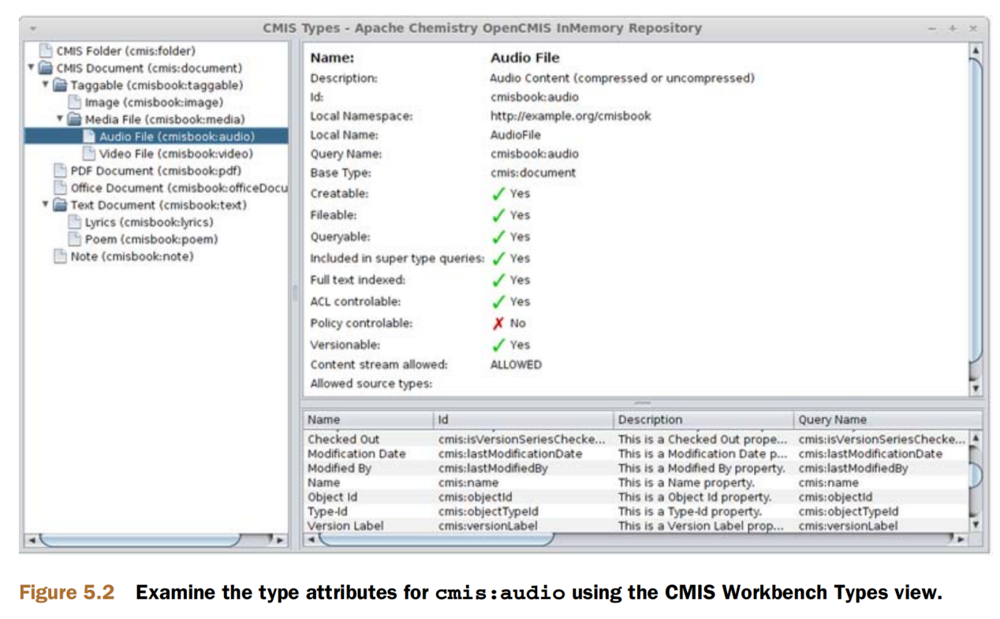 CMIS Types - Apache Chemistry OpenCMIS InMemory Repository
CMIS Folder (cmis:folder)
CMIS Document (cmis:document)
Taggable (cmisbook:taggable)
Image (cmisbook:image)
Media File (cmisbook:media)
Audio File (cmisbook:audio)
Video File (cmisbook:video)
PDF Document (cmisbook:pdf)
Office Document (cmisbook:officeDocu
Text Document (cmisbook:text)
Lyrics (cmisbook:lyrics)
Poem (cmisbook:poem)
Note (cmisbook:note)
Name: Audio File
Description: Audio Content (compressed or uncompressed)
Id: cmisbook:audio
Local Namespace: http://example.org/cmisbook
Local Name: AudioFile
Query Name: cmisbook:audio
Base Type: cmis:document
Creatable: Yes
Fileable: Yes
Queryable: Yes
Included in super type queries: Yes
Full text indexed: Yes
ACL controlable: Yes
Policy controlable: No
Versionable: Yes
Content stream allowed: ALLOWED
Allowed source types:
Name Id Description Query Name
Checked Out cmis:isVersionSeriesChecke... This is a Checked Out prope... cmis:isVersionSeriesChecke...
Modification Date cmis:lastModificationDate This is a Modification Date p... cmis:lastModificationDate
Modified By cmis:lastModifiedBy This is a Modified By property. cmis:lastModifiedBy
Name cmis:name This is a Name property. cmis:name
Object Id cmis:objectId This is a Object Id property. cmis:objectId
Type-Id cmis:objectTypeId This is a Type-Id property. cmis:objectTypeId
Version Label cmis:versionLabel This is a Version Label prop... cmis:versionLabel
Figure 5.2 Examine the type attributes for cmis:audio using the CMIS Workbench Types view.